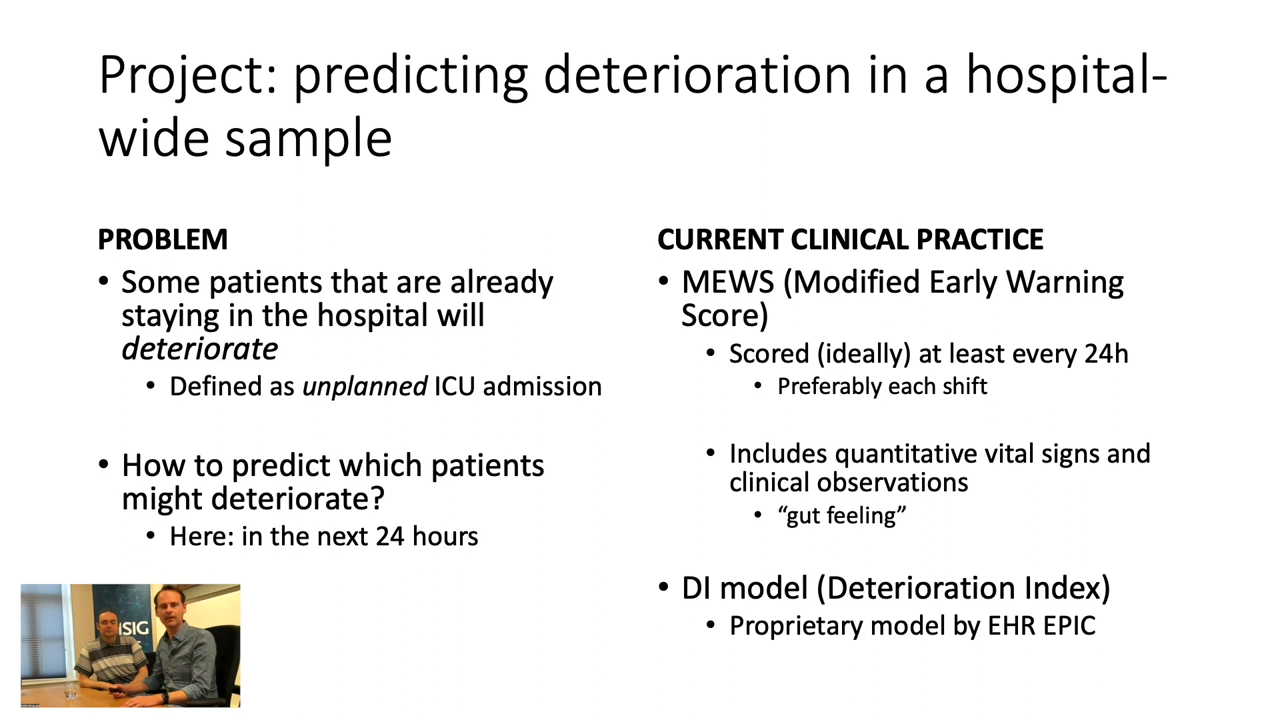 Project: predicting deterioration in a hospital-
wide sample
PROBLEM
• Some patients that are already
staying in the hospital will
deteriorate
• Defined as unplanned ICU admission
• How to predict which patients
might deteriorate?
• Here: in the next 24 hours
CURRENT CLINICAL PRACTICE
• MEWS (Modified Early Warning
Score)
• Scored (ideally) at least every 24h
• Preferably each shift
• Includes quantitative vital signs and
clinical observations
• “gut feeling”
• DI model (Deterioration Index)
• Proprietary model by EHR EPIC